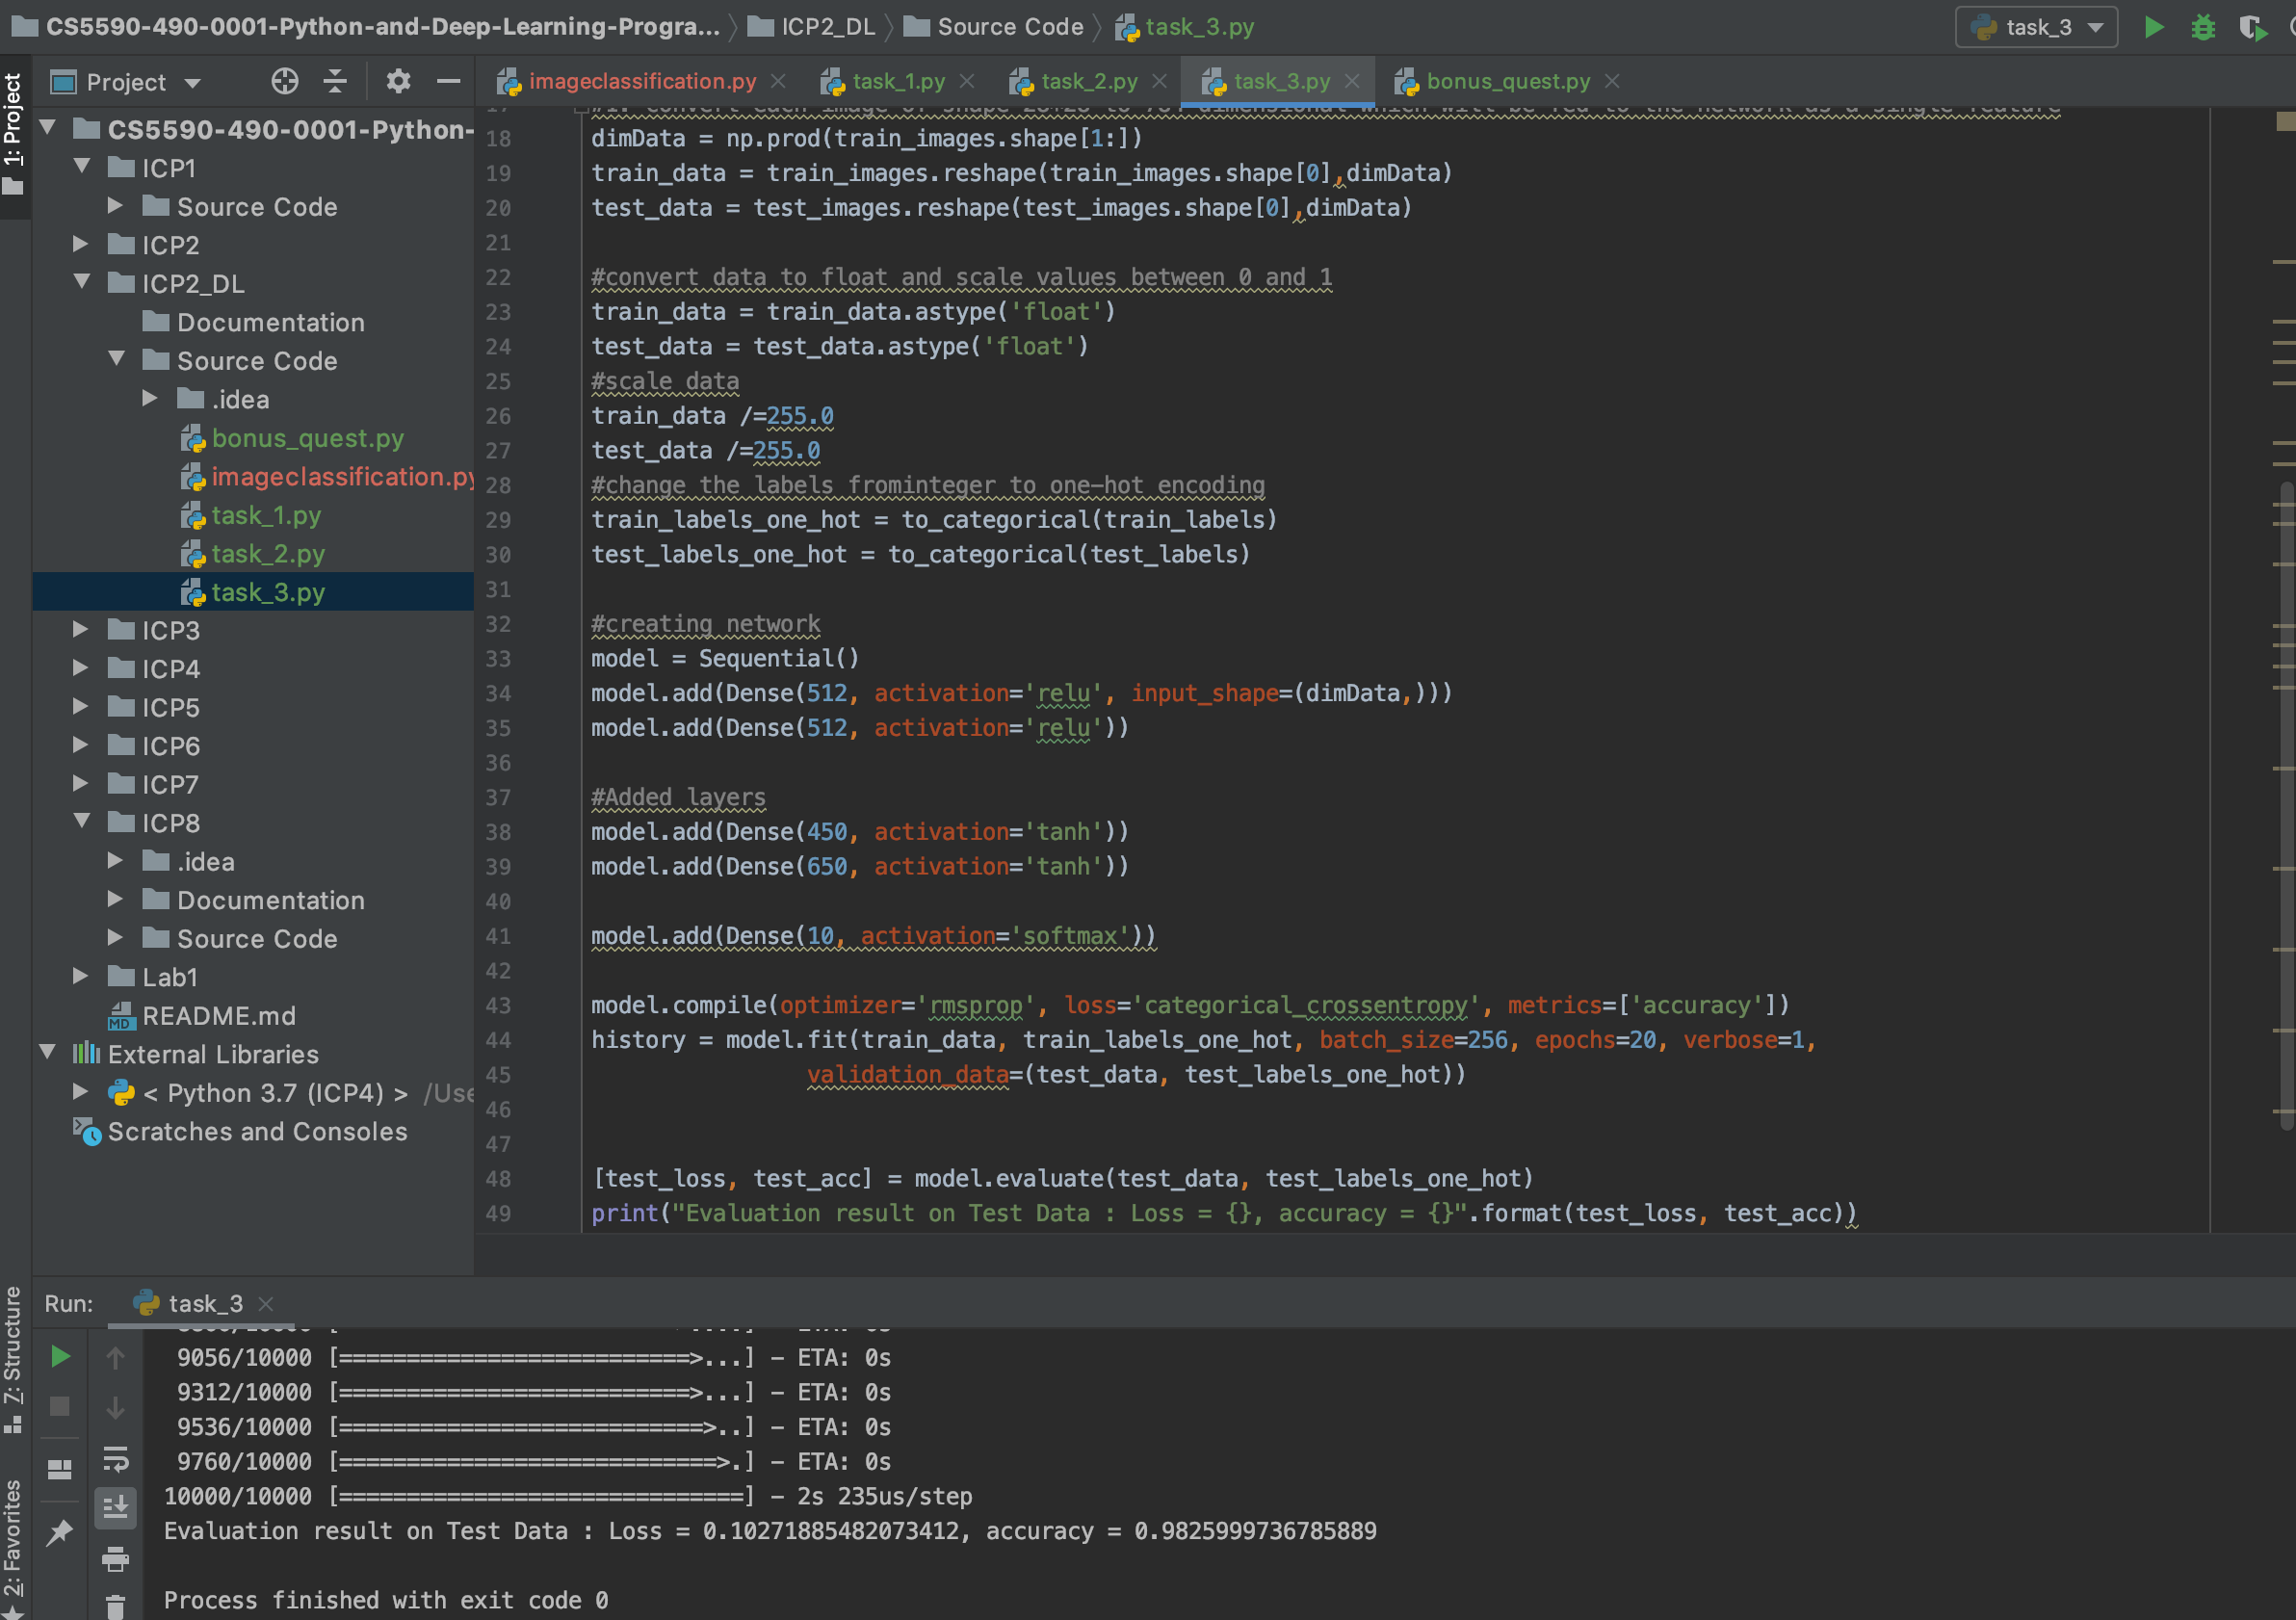 CS5590-490-0001-Python-and-Deep-Learning-Progra... ICP2_DL Source Code task_3.py task_3
1: Project
Project
imageclassification.py task_1.py task_2.py task_3.py bonus_quest.py
CS5590-490-0001-Python-
ICP1
Source Code
ICP2
ICP2_DL
Documentation
Source Code
.idea
bonus_quest.py
imageclassification.py
task_1.py
task_2.py
task_3.py
ICP3
ICP4
ICP5
ICP6
ICP7
ICP8
.idea
Documentation
Source Code
Lab1
README.md
External Libraries
< Python 3.7 (ICP4) > /Use
Scratches and Consoles
18 dimData = np.prod(train_images.shape[1:])
19 train_data = train_images.reshape(train_images.shape[0],dimData)
20 test_data = test_images.reshape(test_images.shape[0],dimData)
21
22 #convert data to float and scale values between 0 and 1
23 train_data = train_data.astype('float')
24 test_data = test_data.astype('float')
25 #scale data
26 train_data /=255.0
27 test_data /=255.0
28 #change the labels frominteger to one-hot encoding
29 train_labels_one_hot = to_categorical(train_labels)
30 test_labels_one_hot = to_categorical(test_labels)
31
32 #creating network
33 model = Sequential()
34 model.add(Dense(512, activation='relu', input_shape=(dimData,)))
35 model.add(Dense(512, activation='relu'))
36
37 #Added layers
38 model.add(Dense(450, activation='tanh'))
39 model.add(Dense(650, activation='tanh'))
40
41 model.add(Dense(10, activation='softmax'))
42
43 model.compile(optimizer='rmsprop', loss='categorical_crossentropy', metrics=['accuracy'])
44 history = model.fit(train_data, train_labels_one_hot, batch_size=256, epochs=20, verbose=1,
45 validation_data=(test_data, test_labels_one_hot))
46
47
48 [test_loss, test_acc] = model.evaluate(test_data, test_labels_one_hot)
49 print("Evaluation result on Test Data : Loss = {}, accuracy = {}".format(test_loss, test_acc))
7: Structure
2: Favorites
Run: task_3
9056/10000 [==========================>...] - ETA: 0s
9312/10000 [==========================>...] - ETA: 0s
9536/10000 [===========================>..] - ETA: 0s
9760/10000 [============================>.] - ETA: 0s
10000/10000 [==============================] - 2s 235us/step
Evaluation result on Test Data : Loss = 0.10271885482073412, accuracy = 0.9825999736785889
Process finished with exit code 0